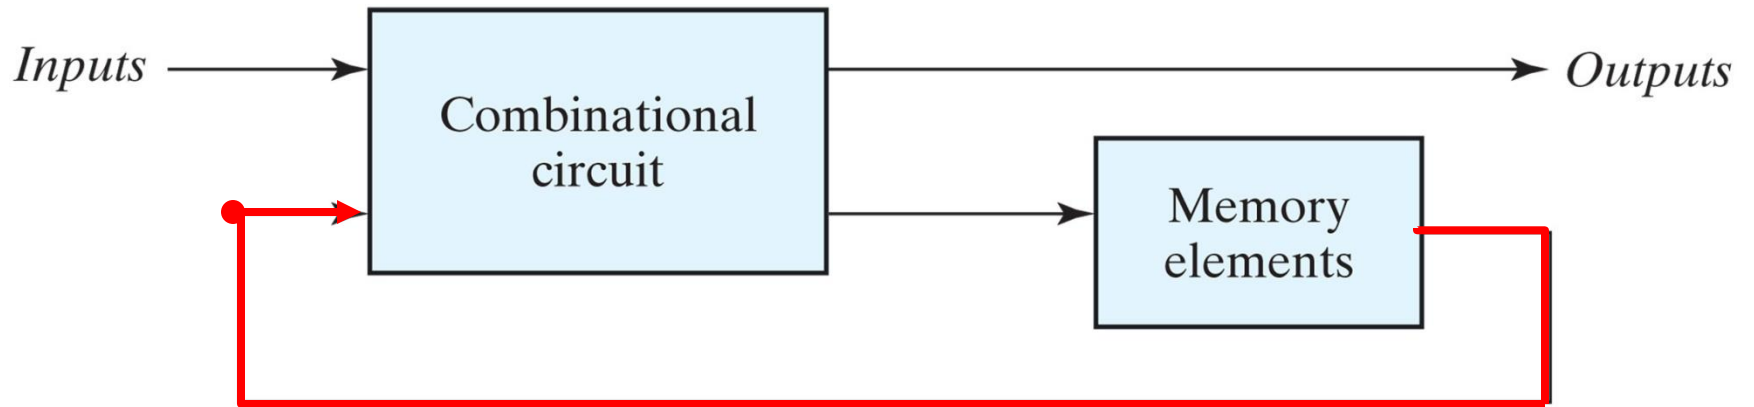 Inputs
Combinational
circuit
Outputs
Memory
elements